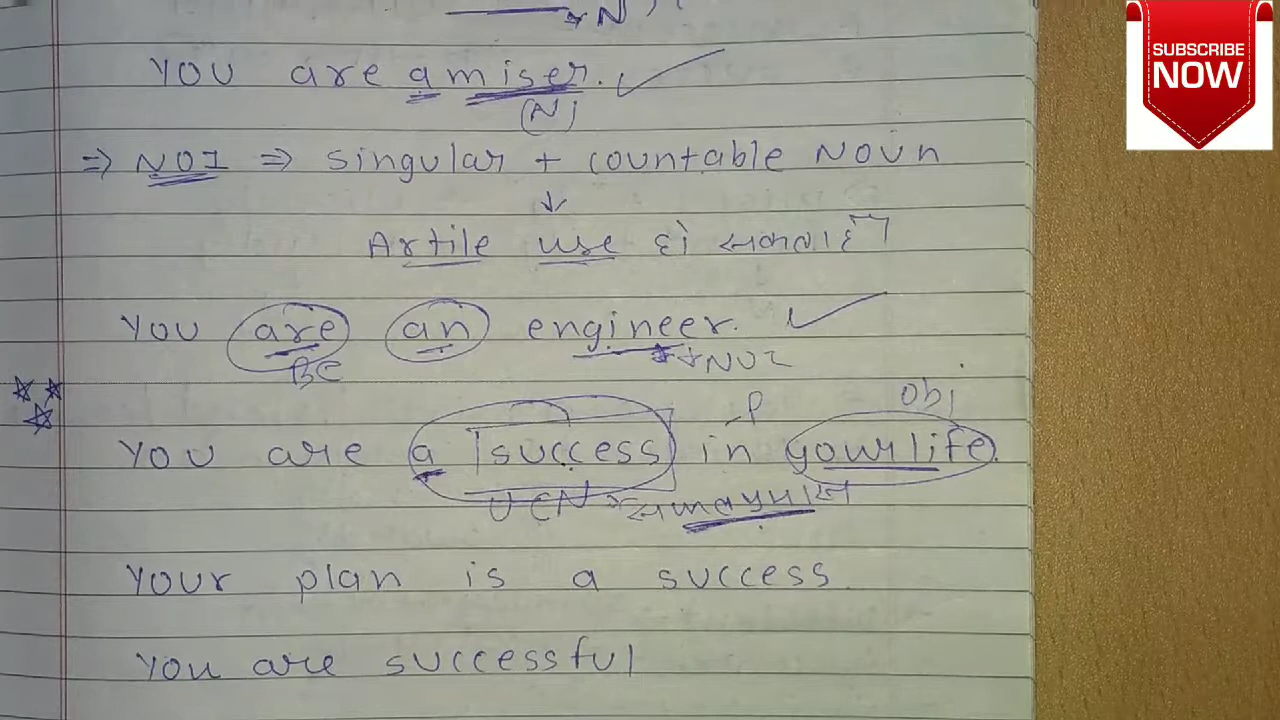 N
SUBSCRIBE
NOW
YOU are a miser.
(N)
⇒ NO1 ⇒ singular + countable Noun
↓
Artile use हो सकता है
You are an engineer.
BE
Obj
P
You are a success in your life.
UCN
Your plan is a success
You are successful